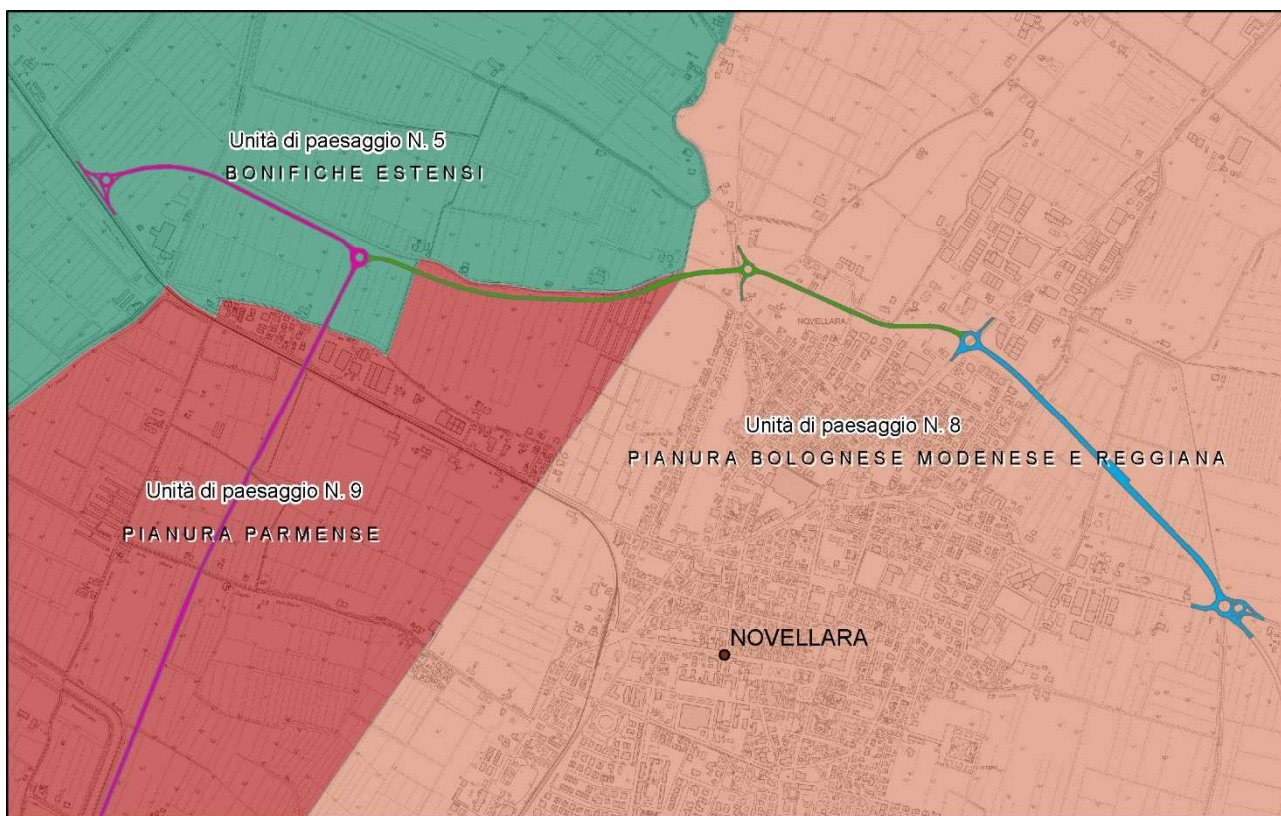 Unità di paesaggio N. 5
BONIFICHE ESTENSI
NOVELLARA
Unità di paesaggio N. 8
PIANURA BOLOGNESE MODENESE E REGGIANA
Unità di paesaggio N. 9
PIANURA PARMENSE
NOVELLARA